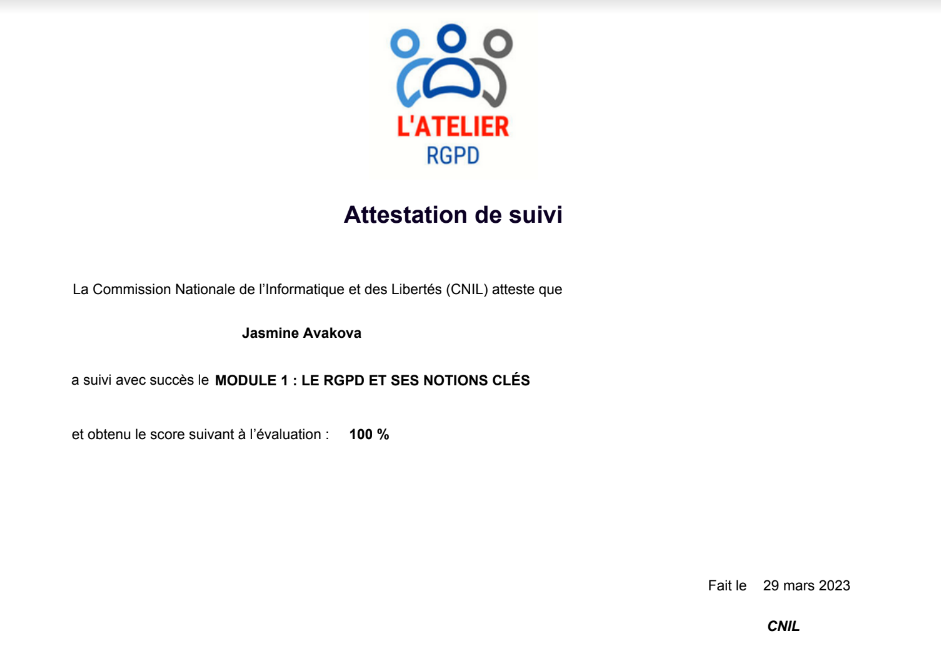 L'ATELIER
RGPD
Attestation de suivi
La Commission Nationale de l'Informatique et des Libertés (CNIL) atteste que
Jasmine Avakova
a suivi avec succès le MODULE 1 : LE RGPD ET SES NOTIONS CLÉS
et obtenu le score suivant à l'évaluation : 100 %
Fait le 29 mars 2023
CNIL